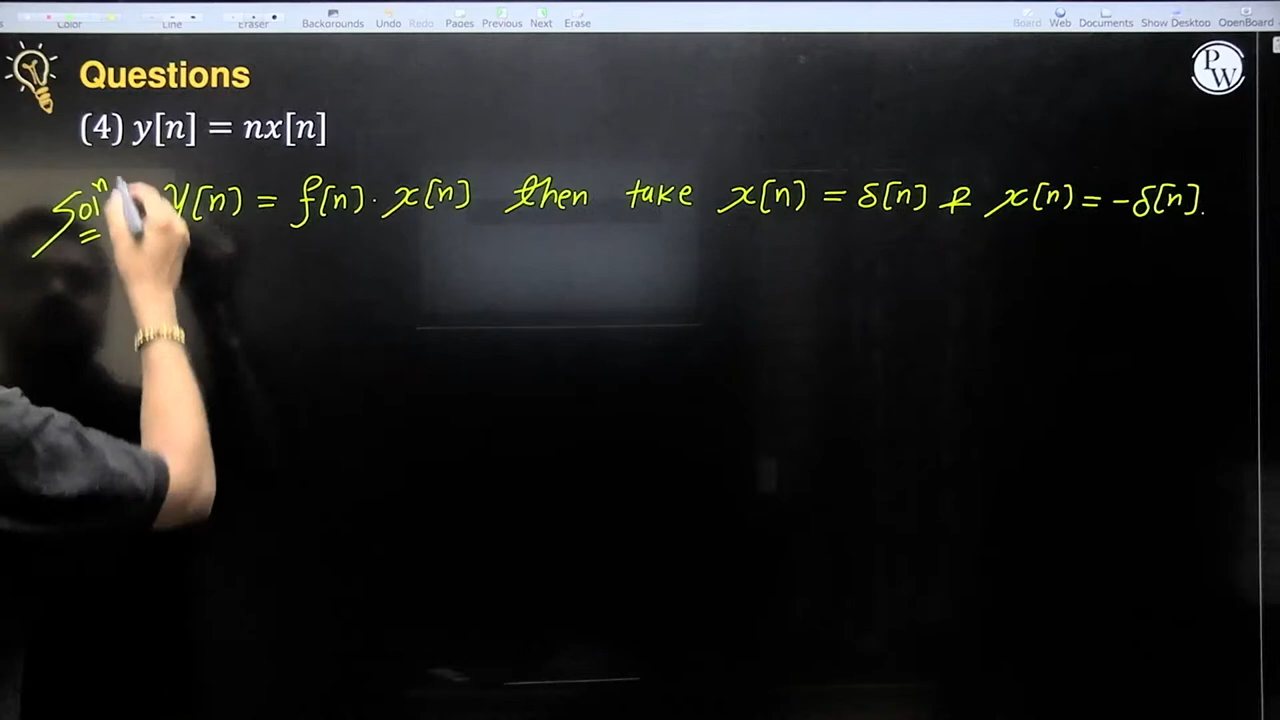 Color Line Eraser Backgrounds Undo Redo Pages Previous Next Erase Board Web Documents Show Desktop OpenBoard
Questions
PW
(4) y[n] = nx[n]
Solⁿ y[n] = f[n]· x[n] then take x[n] = δ[n] & x[n] = -δ[n].